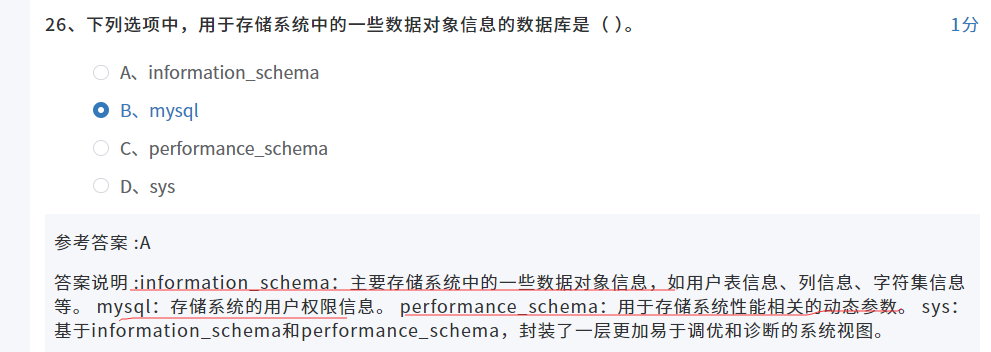 26、下列选项中，用于存储系统中的一些数据对象信息的数据库是（ ）。 1分
A、information_schema
B、mysql
C、performance_schema
D、sys
参考答案 :A
答案说明 :information_schema：主要存储系统中的一些数据对象信息，如用户表信息、列信息、字符集信息
等。 mysql：存储系统的用户权限信息。 performance_schema：用于存储系统性能相关的动态参数。 sys：
基于information_schema和performance_schema，封装了一层更加易于调优和诊断的系统视图。